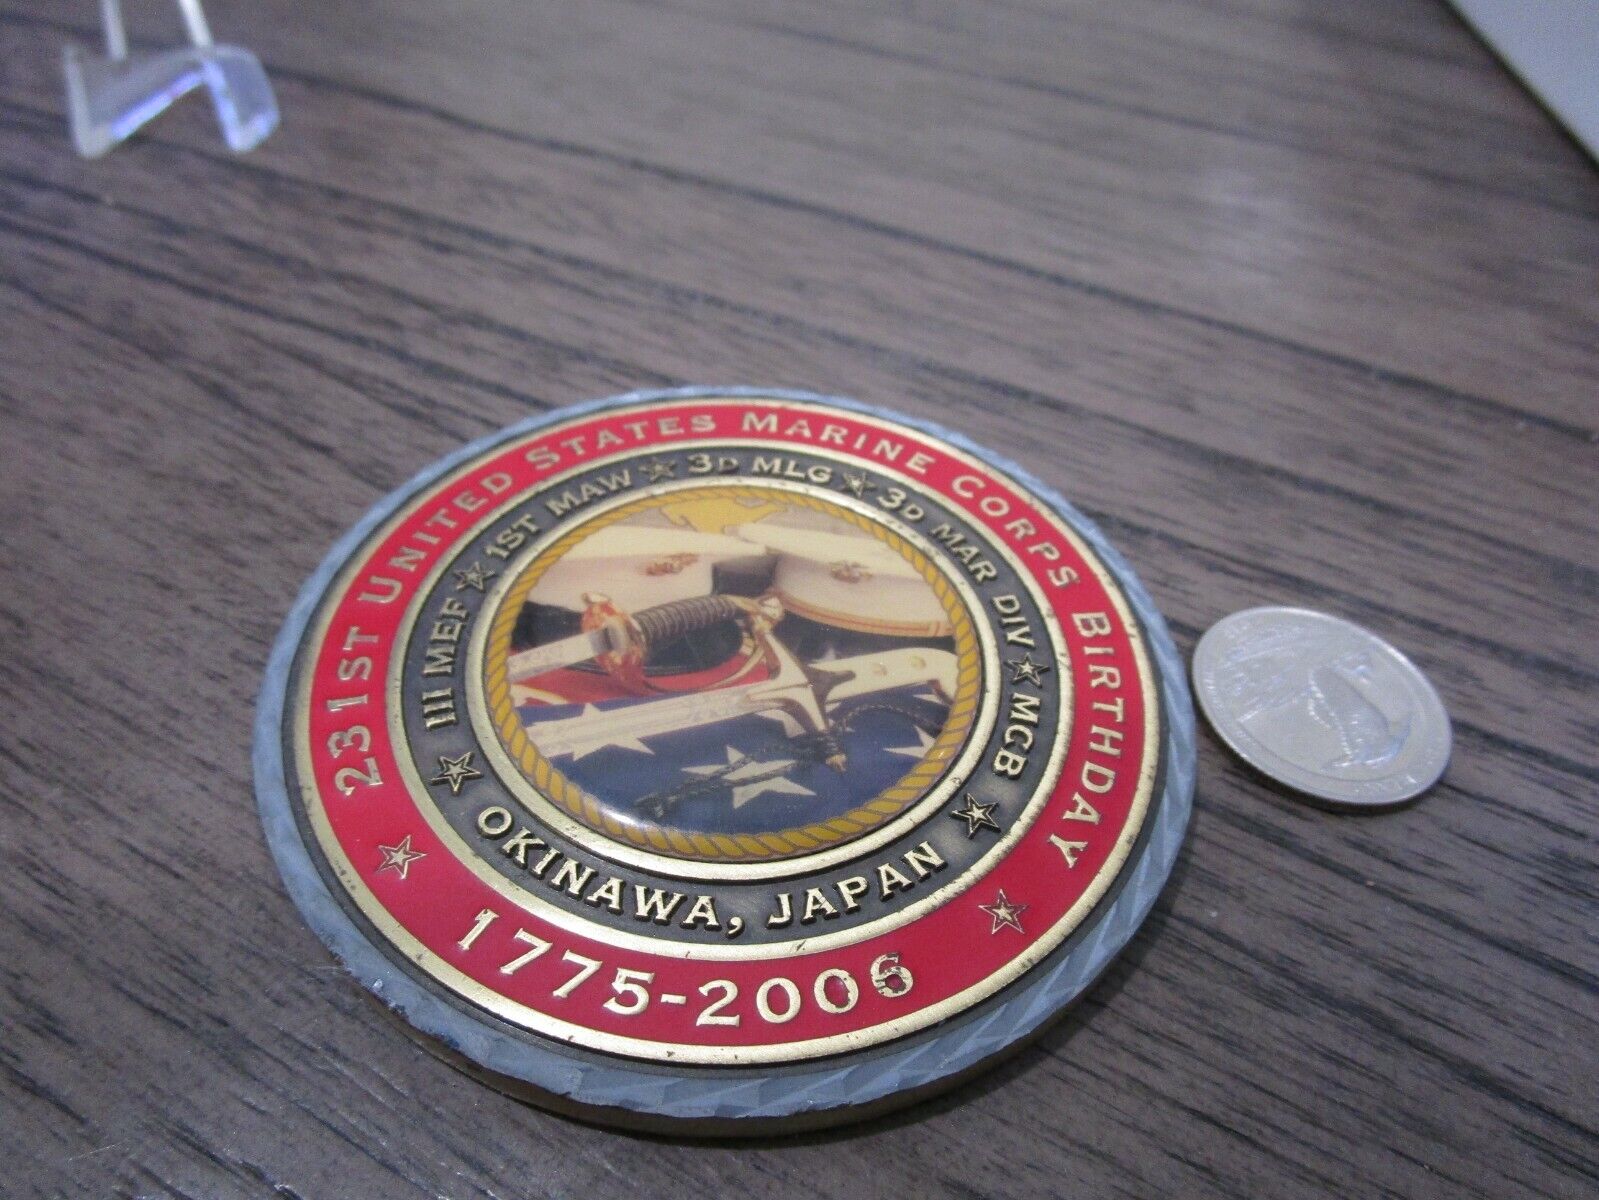 231ST UNITED STATES MARINE CORPS BIRTHDAY
1775-2006
III MEF 1ST MAW 3D MLG 3D MAR DIV MCB
OKINAWA, JAPAN